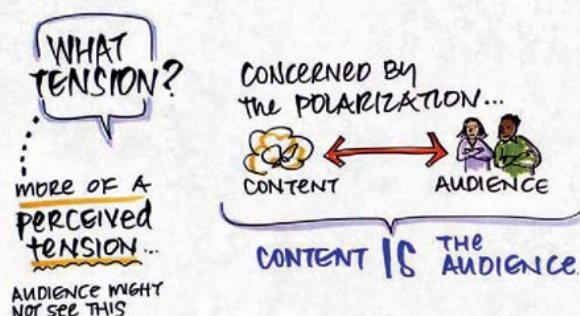 WHAT
TENSION?
MORE OF A
PERCEIVED
TENSION...
AUDIENCE MIGHT
NOT SEE THIS
CONCERNED BY
the POLARIZATION...
CONTENT
AUDIENCE
CONTENT IS THE
AUDIENCE.